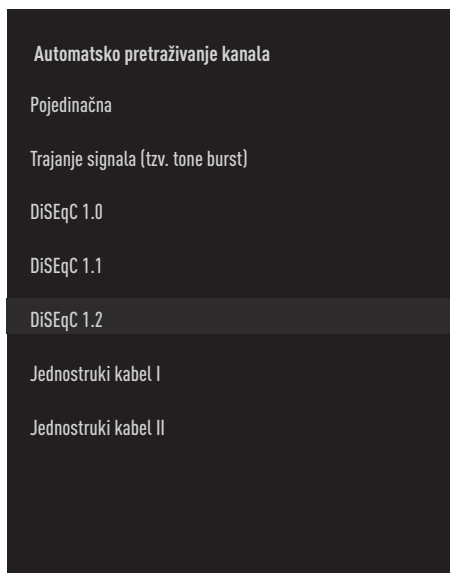 Automatsko pretraživanje kanala
Pojedinačna
Trajanje signala (tzv. tone burst)
DiSEqC 1.0
DiSEqC 1.1
DiSEqC 1.2
Jednostruki kabel I
Jednostruki kabel II